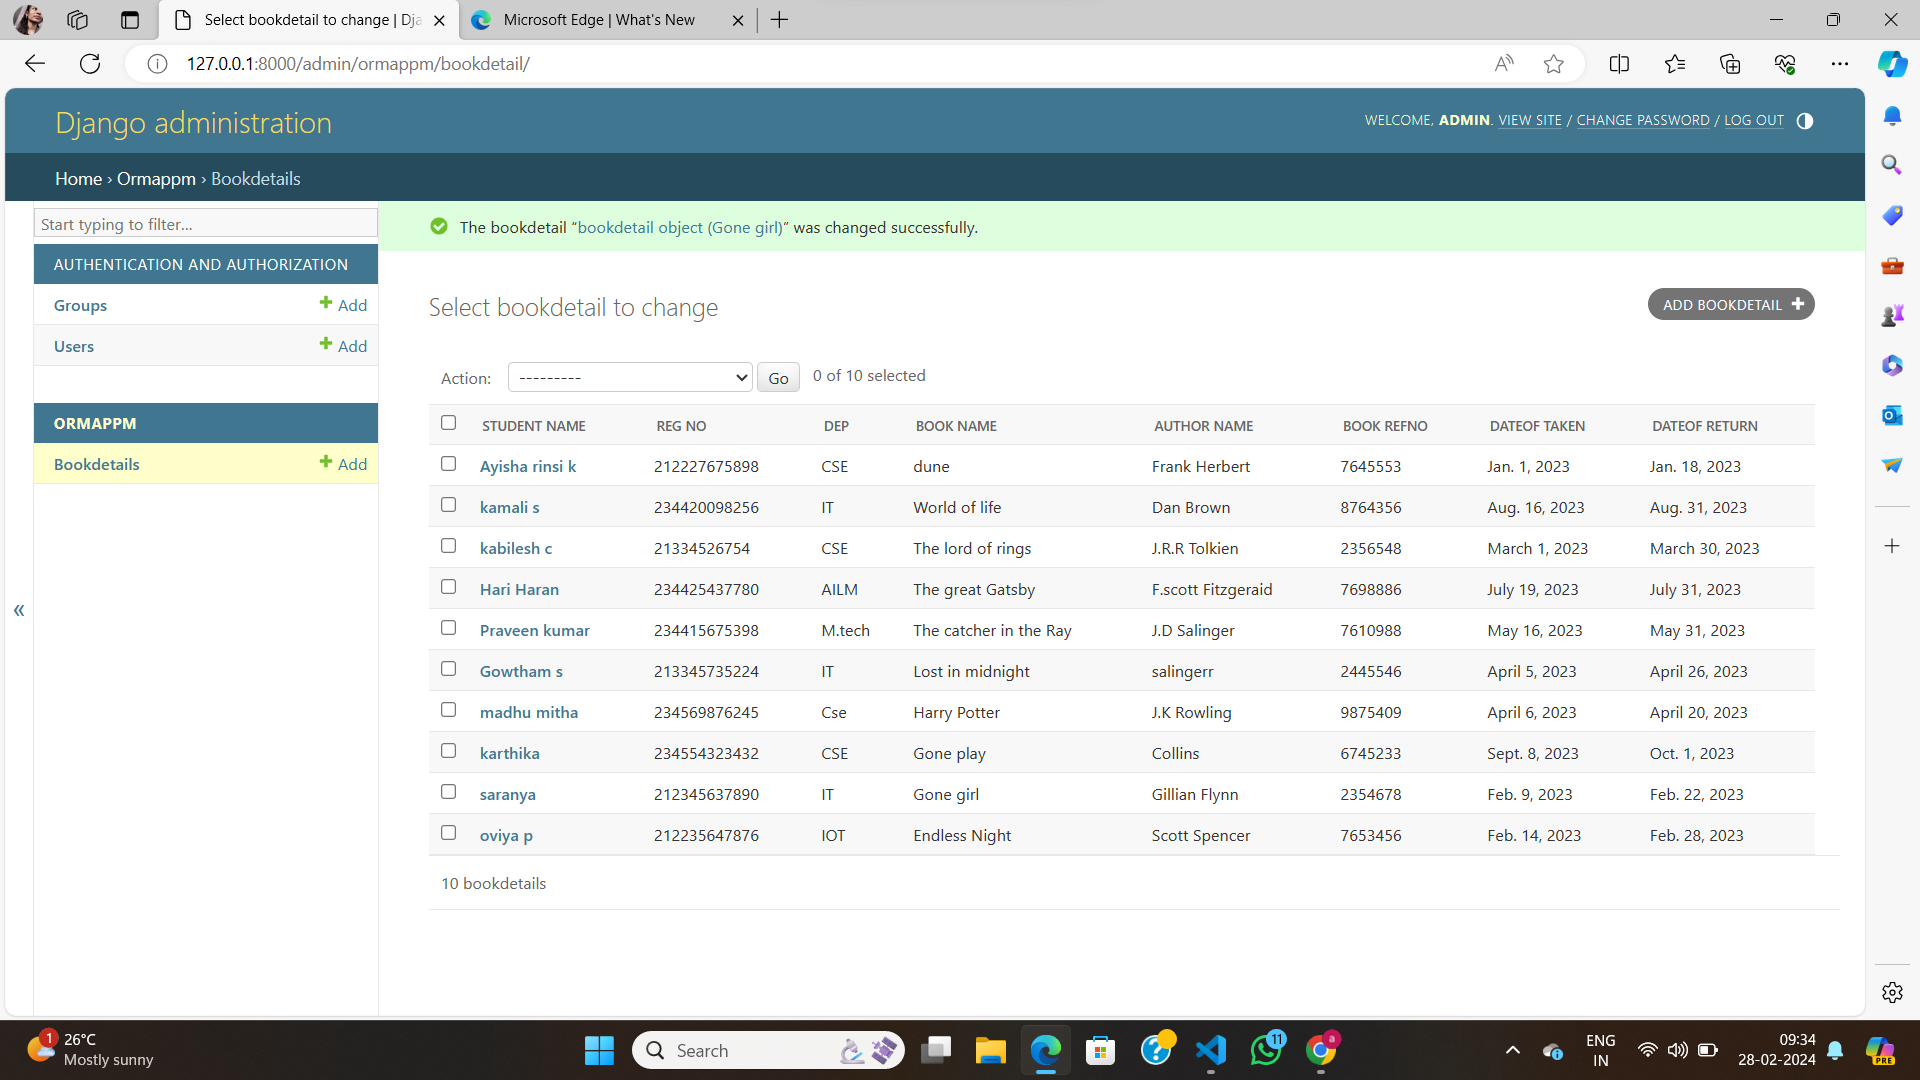 Select bookdetail to change | Dja
Microsoft Edge | What's New
127.0.0.1:8000/admin/ormappm/bookdetail/
Django administration
WELCOME, ADMIN. VIEW SITE / CHANGE PASSWORD / LOG OUT
Home › Ormappm › Bookdetails
Start typing to filter...
The bookdetail “bookdetail object (Gone girl)” was changed successfully.
AUTHENTICATION AND AUTHORIZATION
Groups + Add
Users + Add
ORMAPPM
Bookdetails + Add
«
Select bookdetail to change
ADD BOOKDETAIL +
Action: --------- Go 0 of 10 selected
STUDENT NAME REG NO DEP BOOK NAME AUTHOR NAME BOOK REFNO DATEOF TAKEN DATEOF RETURN
Ayisha rinsi k 212227675898 CSE dune Frank Herbert 7645553 Jan. 1, 2023 Jan. 18, 2023
kamali s 234420098256 IT World of life Dan Brown 8764356 Aug. 16, 2023 Aug. 31, 2023
kabilesh c 21334526754 CSE The lord of rings J.R.R Tolkien 2356548 March 1, 2023 March 30, 2023
Hari Haran 234425437780 AILM The great Gatsby F.scott Fitzgeraid 7698886 July 19, 2023 July 31, 2023
Praveen kumar 234415675398 M.tech The catcher in the Ray J.D Salinger 7610988 May 16, 2023 May 31, 2023
Gowtham s 213345735224 IT Lost in midnight salingerr 2445546 April 5, 2023 April 26, 2023
madhu mitha 234569876245 Cse Harry Potter J.K Rowling 9875409 April 6, 2023 April 20, 2023
karthika 234554323432 CSE Gone play Collins 6745233 Sept. 8, 2023 Oct. 1, 2023
saranya 212345637890 IT Gone girl Gillian Flynn 2354678 Feb. 9, 2023 Feb. 22, 2023
oviya p 212235647876 IOT Endless Night Scott Spencer 7653456 Feb. 14, 2023 Feb. 28, 2023
10 bookdetails
1
26°C
Mostly sunny
Search
11
a
ENG
IN
09:34
28-02-2024
PRE